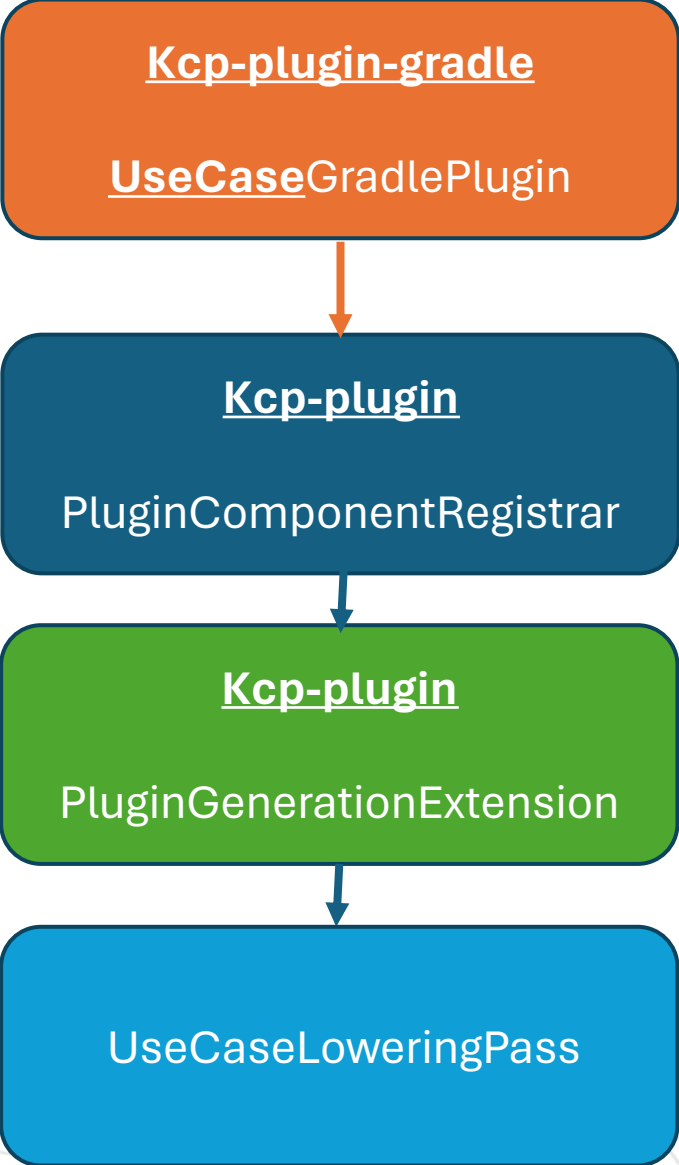 Kcp-plugin-gradle
UseCaseGradlePlugin
Kcp-plugin
PluginComponentRegistrar
Kcp-plugin
PluginGenerationExtension
UseCaseLoweringPass